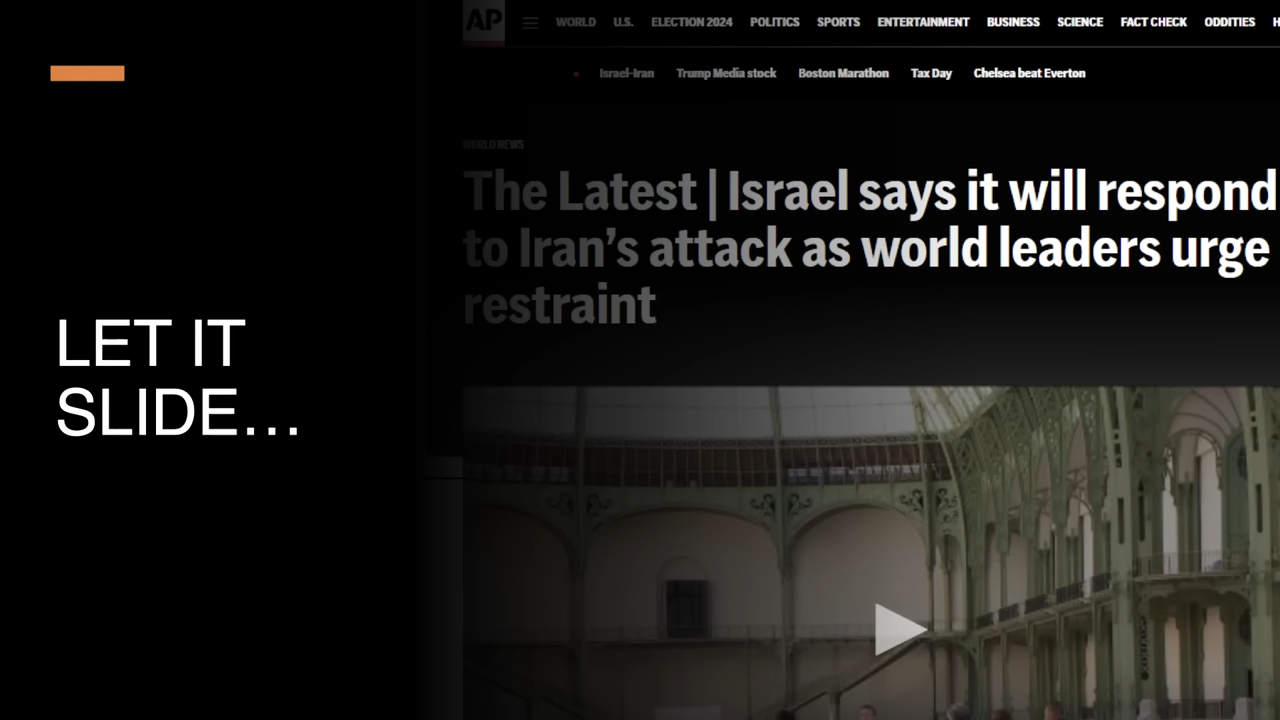 LET IT
SLIDE…
AP
WORLD U.S. ELECTION 2024 POLITICS SPORTS ENTERTAINMENT BUSINESS SCIENCE FACT CHECK ODDITIES H
Israel-Iran Trump Media stock Boston Marathon Tax Day Chelsea beat Everton
WORLD NEWS
The Latest | Israel says it will respond
to Iran’s attack as world leaders urge
restraint